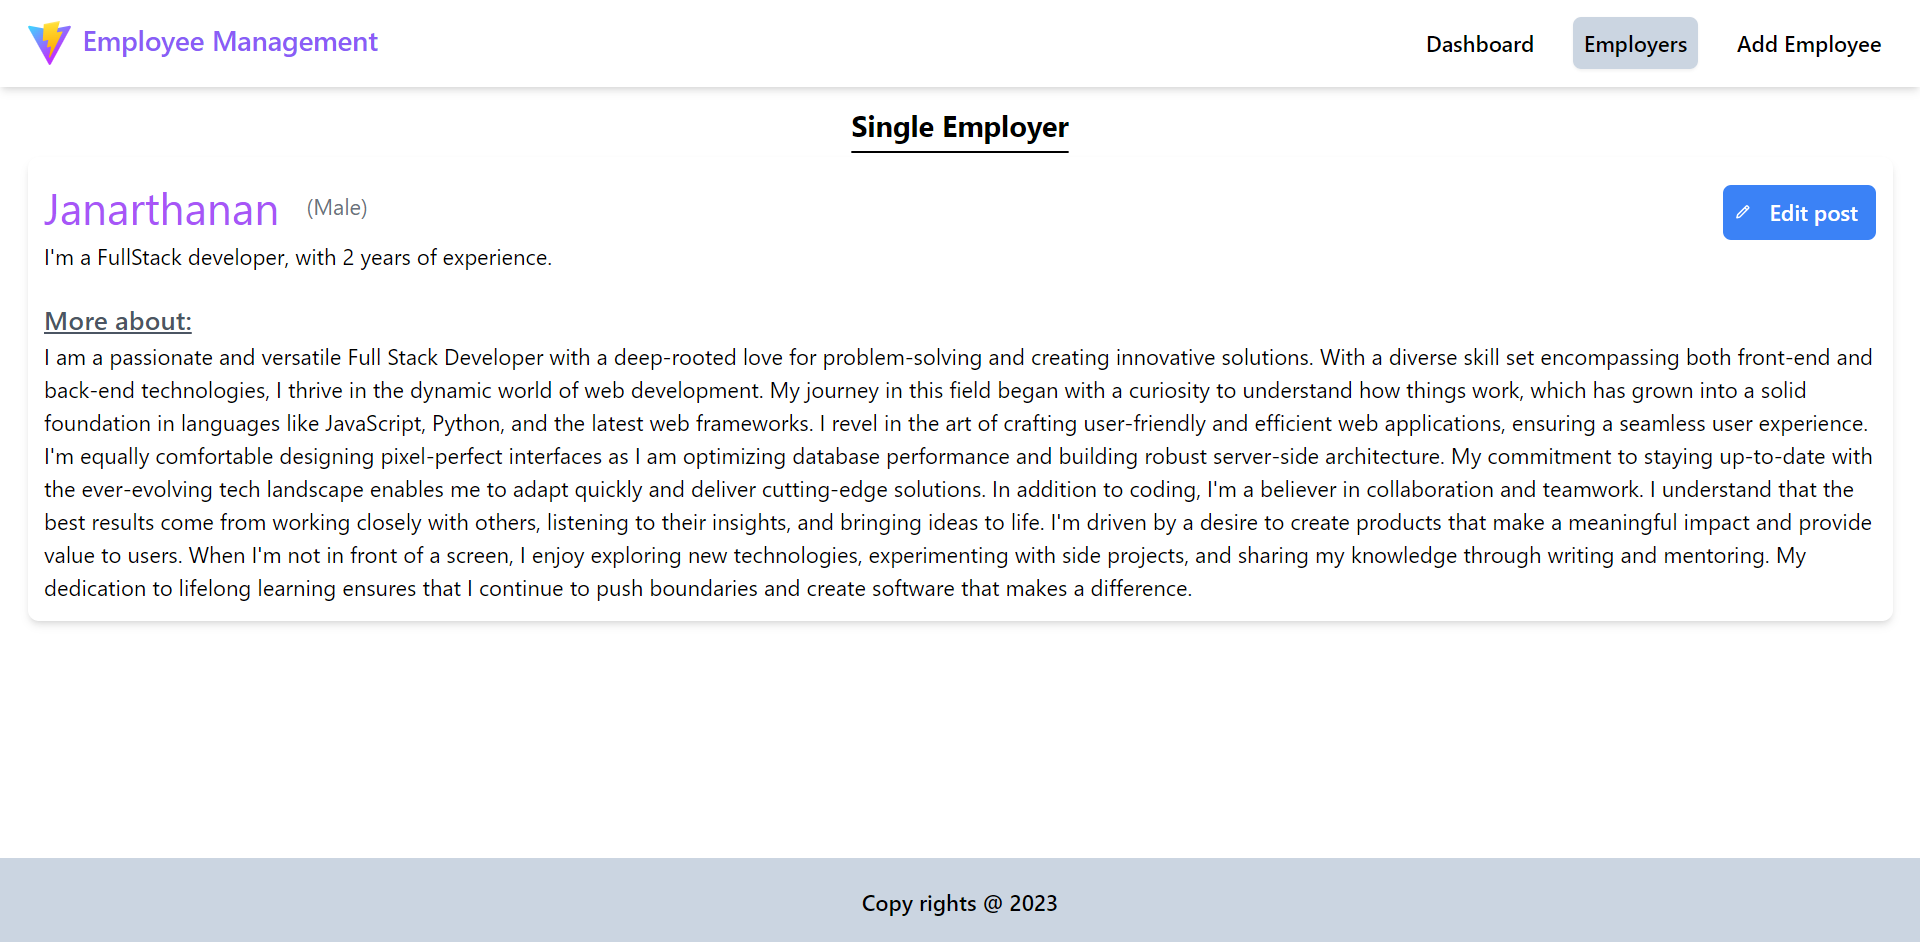 Employee Management
Dashboard
Employers
Add Employee
Single Employer
Janarthanan (Male)
Edit post
I'm a FullStack developer, with 2 years of experience.
More about:
I am a passionate and versatile Full Stack Developer with a deep-rooted love for problem-solving and creating innovative solutions. With a diverse skill set encompassing both front-end and
back-end technologies, I thrive in the dynamic world of web development. My journey in this field began with a curiosity to understand how things work, which has grown into a solid
foundation in languages like JavaScript, Python, and the latest web frameworks. I revel in the art of crafting user-friendly and efficient web applications, ensuring a seamless user experience.
I'm equally comfortable designing pixel-perfect interfaces as I am optimizing database performance and building robust server-side architecture. My commitment to staying up-to-date with
the ever-evolving tech landscape enables me to adapt quickly and deliver cutting-edge solutions. In addition to coding, I'm a believer in collaboration and teamwork. I understand that the
best results come from working closely with others, listening to their insights, and bringing ideas to life. I'm driven by a desire to create products that make a meaningful impact and provide
value to users. When I'm not in front of a screen, I enjoy exploring new technologies, experimenting with side projects, and sharing my knowledge through writing and mentoring. My
dedication to lifelong learning ensures that I continue to push boundaries and create software that makes a difference.
Copy rights @ 2023